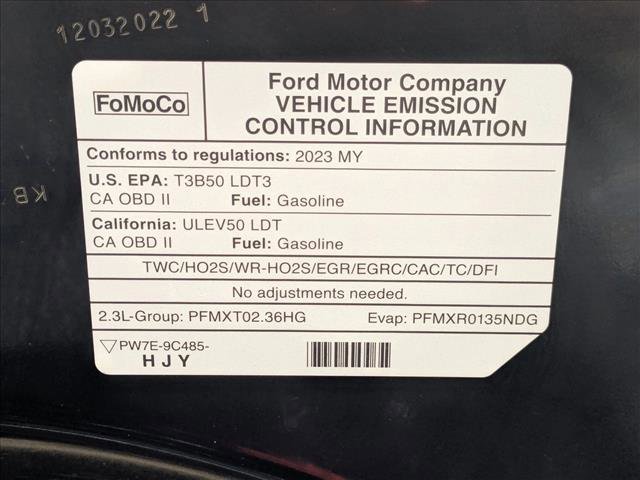 12032022 1
FoMoCo
Ford Motor Company
VEHICLE EMISSION
CONTROL INFORMATION
Conforms to regulations: 2023 MY
U.S. EPA: T3B50 LDT3
CA OBD II Fuel: Gasoline
California: ULEV50 LDT
CA OBD II Fuel: Gasoline
TWC/HO2S/WR-HO2S/EGR/EGRC/CAC/TC/DFI
No adjustments needed.
2.3L-Group: PFMXT02.36HG Evap: PFMXR0135NDG
PW7E-9C485-
HJY
KB